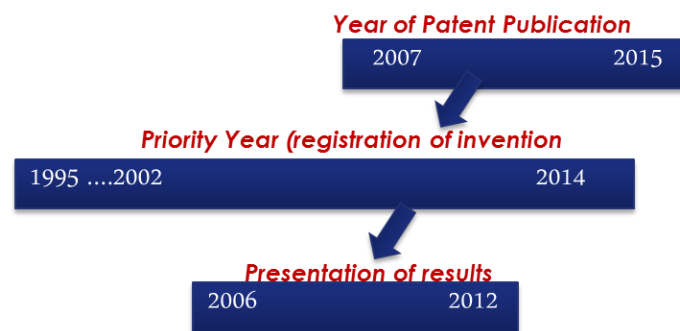 Year of Patent Publication
2007 2015
Priority Year (registration of invention
1995 ....2002 2014
Presentation of results
2006 2012